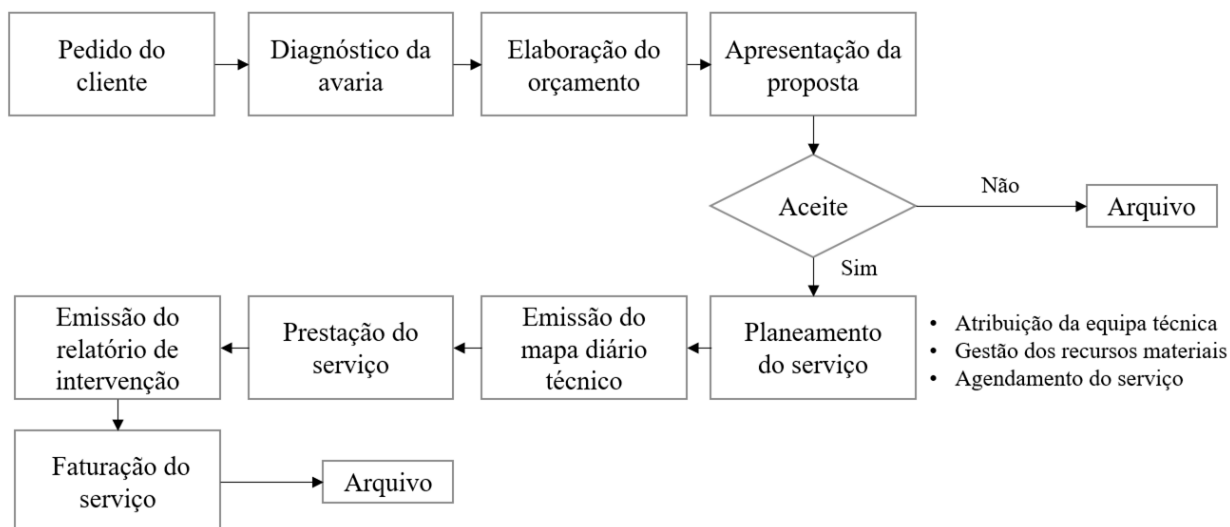 Pedido do
cliente
Diagnóstico da
avaria
Elaboração do
orçamento
Apresentação da
proposta
Aceite
Não
Arquivo
Sim
Planeamento
do serviço
• Atribuição da equipa técnica
• Gestão dos recursos materiais
• Agendamento do serviço
Emissão do
mapa diário
técnico
Prestação do
serviço
Emissão do
relatório de
intervenção
Faturação do
serviço
Arquivo